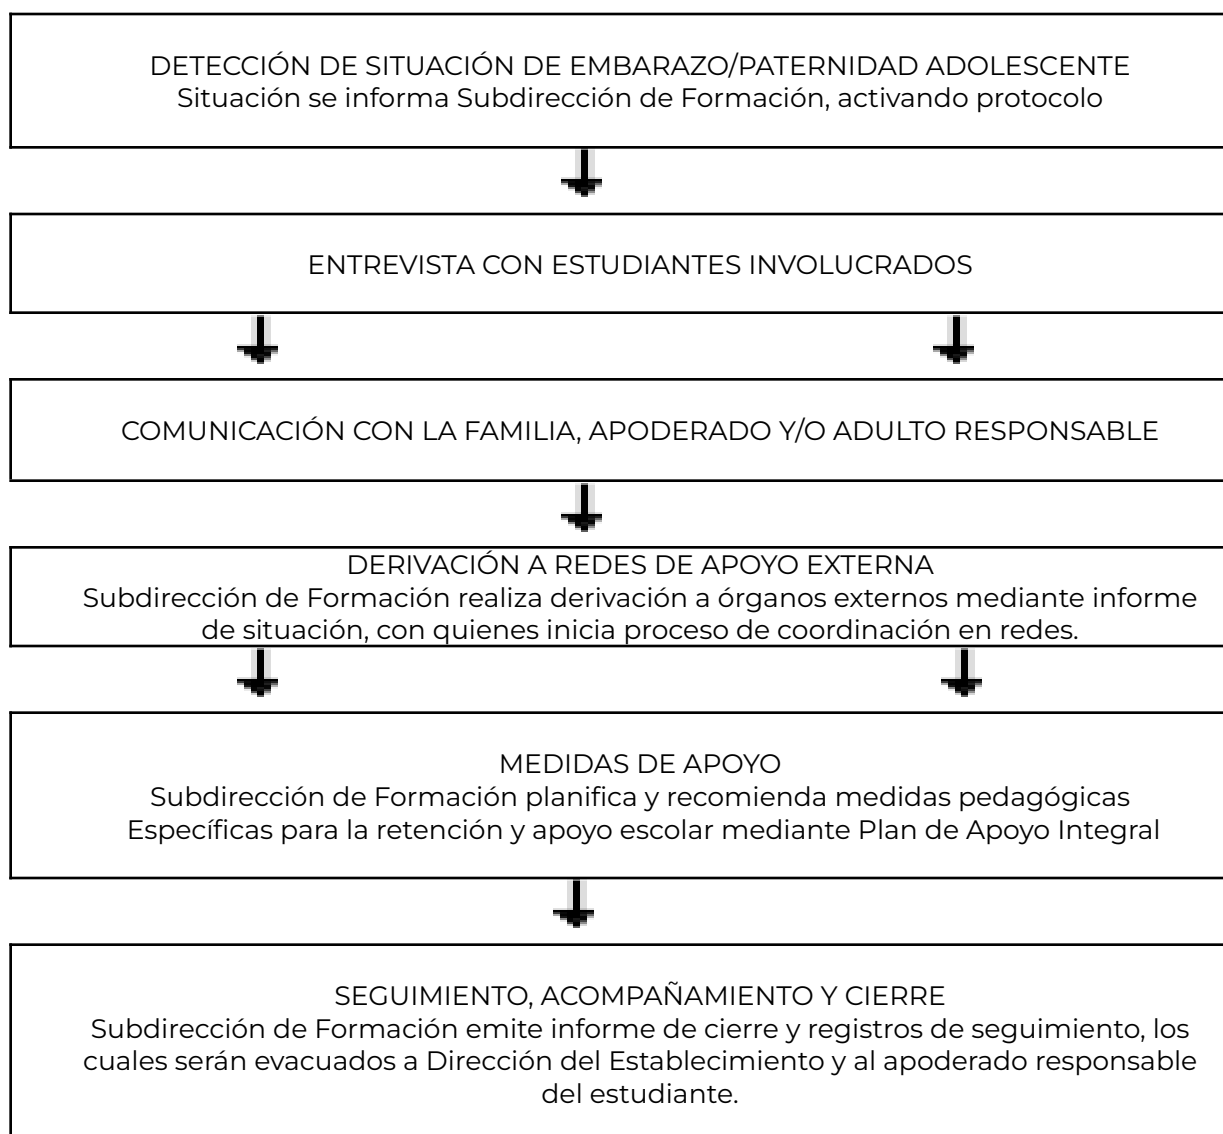 DETECCIÓN DE SITUACIÓN DE EMBARAZO/PATERNIDAD ADOLESCENTE
Situación se informa Subdirección de Formación, activando protocolo
ENTREVISTA CON ESTUDIANTES INVOLUCRADOS
COMUNICACIÓN CON LA FAMILIA, APODERADO Y/O ADULTO RESPONSABLE
DERIVACIÓN A REDES DE APOYO EXTERNA
Subdirección de Formación realiza derivación a órganos externos mediante informe
de situación, con quienes inicia proceso de coordinación en redes.
MEDIDAS DE APOYO
Subdirección de Formación planifica y recomienda medidas pedagógicas
Específicas para la retención y apoyo escolar mediante Plan de Apoyo Integral
SEGUIMIENTO, ACOMPAÑAMIENTO Y CIERRE
Subdirección de Formación emite informe de cierre y registros de seguimiento, los
cuales serán evacuados a Dirección del Establecimiento y al apoderado responsable
del estudiante.